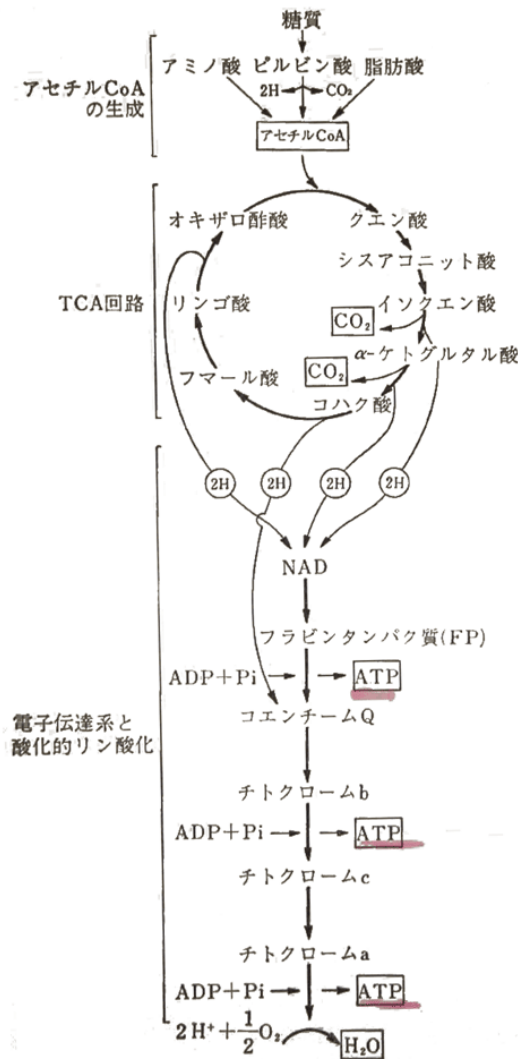 糖質
アミノ酸 ピルビン酸 脂肪酸
アセチルCoA
の生成
2H CO₂
アセチルCoA
オキザロ酢酸 クエン酸
シスアコニット酸
TCA回路
リンゴ酸 イソクエン酸
CO₂
α-ケトグルタル酸
フマール酸 CO₂
コハク酸
2H 2H 2H 2H
NAD
フラビンタンパク質(FP)
ADP+Pi ATP
コエンチームQ
電子伝達系と
酸化的リン酸化
チトクロームb
ADP+Pi ATP
チトクロームc
チトクロームa
ADP+Pi ATP
2H⁺+1/2O₂ H₂O